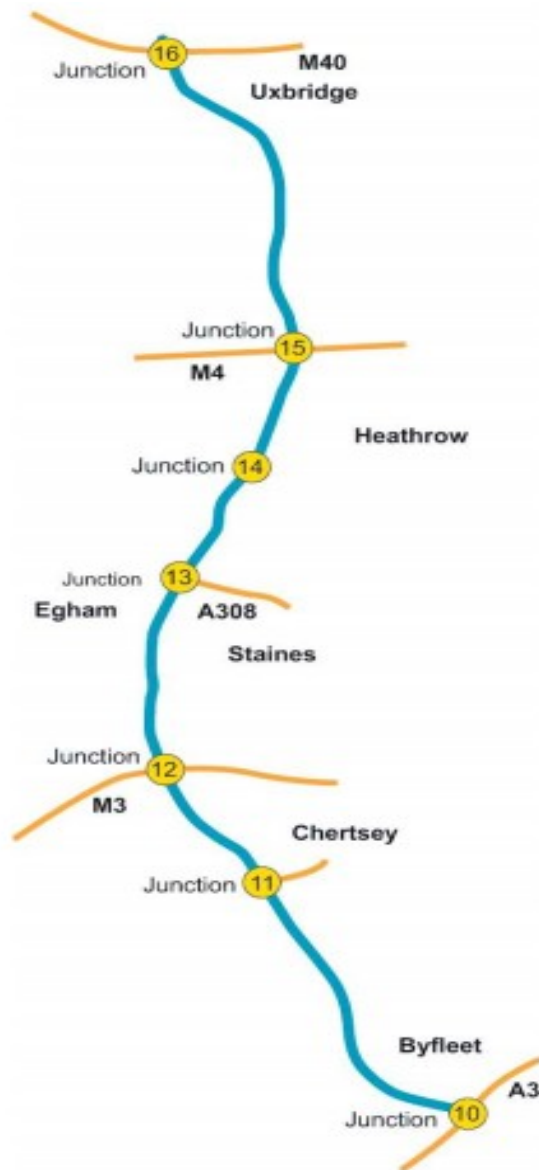 16
Junction
M40
Uxbridge
Junction
15
M4
Heathrow
Junction 14
Junction 13
Egham
A308
Staines
Junction
12
M3
Chertsey
Junction 11
Byfleet
A3
Junction 10